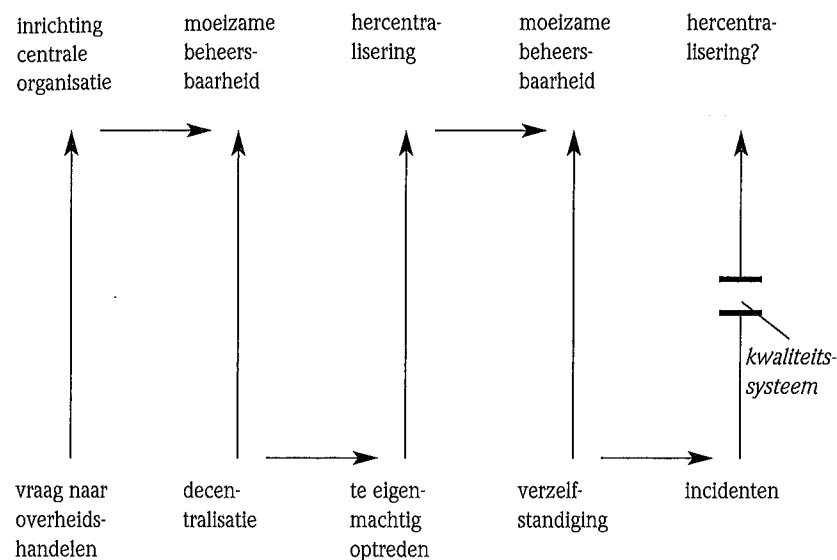 inrichting
centrale
organisatie
moeizame
beheers-
baarheid
hercentra-
lisering
moeizame
beheers-
baarheid
hercentra-
lisering?
kwaliteits-
systeem
vraag naar
overheids-
handelen
decen-
tralisatie
te eigen-
machtig
optreden
verzelf-
standiging
incidenten